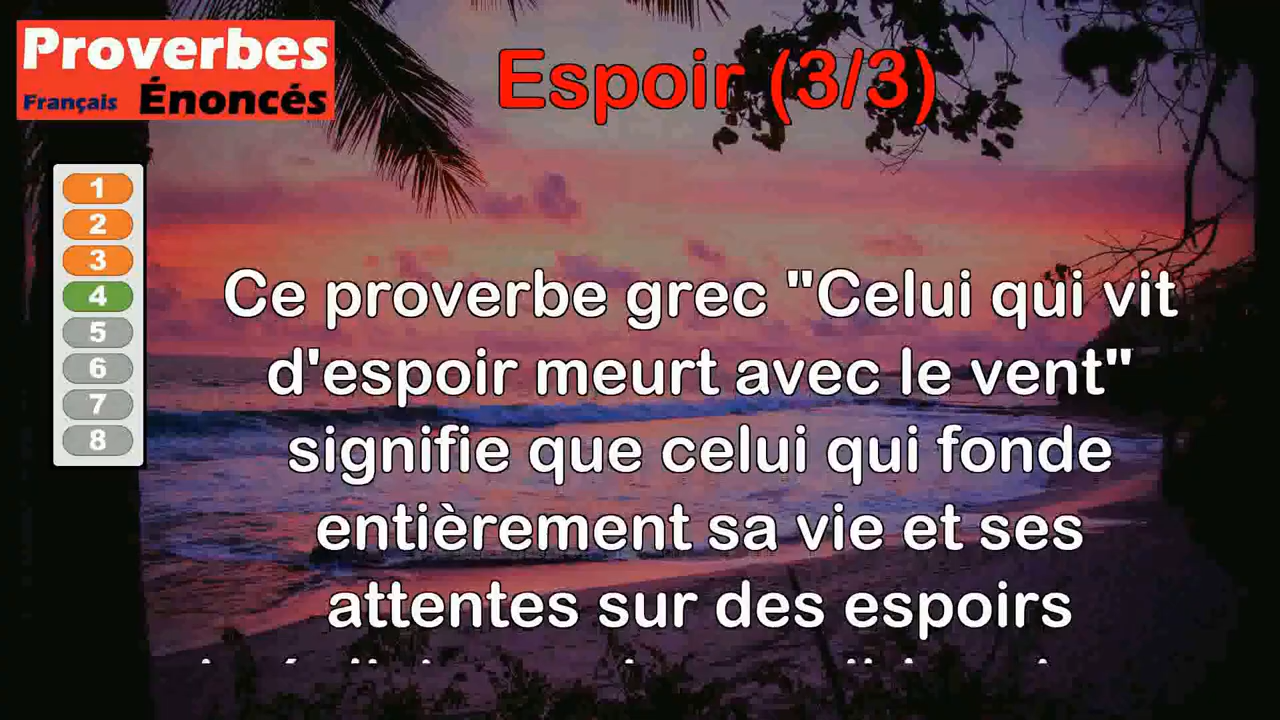 Proverbes
Français Énoncés
Espoir (3/3)
1
2
3
4
5
6
7
8
Ce proverbe grec "Celui qui vit
d'espoir meurt avec le vent"
signifie que celui qui fonde
entièrement sa vie et ses
attentes sur des espoirs